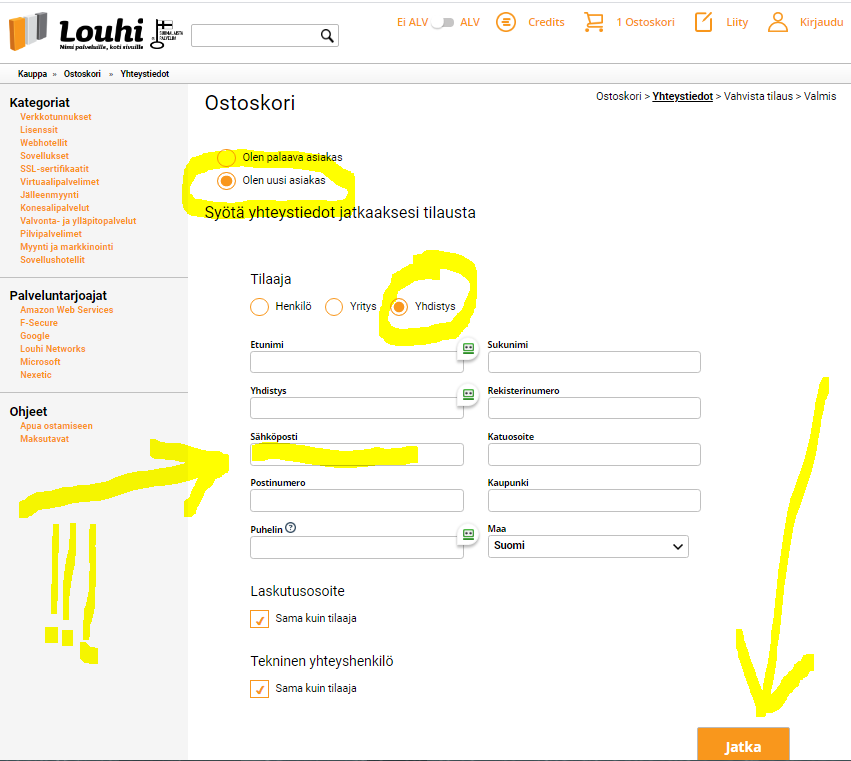 Louhi
Nimi palveluille, koti sivuille
SUOMALAISTA
PALVELUA
Ei ALV ALV Credits 1 Ostoskori Liity Kirjaudu
Kauppa » Ostoskori » Yhteystiedot
Kategoriat
Verkkotunnukset
Lisenssit
Webhotellit
Sovellukset
SSL-sertifikaatit
Virtuaalipalvelimet
Jälleenmyynti
Konesalipalvelut
Valvonta- ja ylläpitopalvelut
Pilvipalvelimet
Myynti ja markkinointi
Sovellushotellit
Palveluntarjoajat
Amazon Web Services
F-Secure
Google
Louhi Networks
Microsoft
Nexetic
Ohjeet
Apua ostamiseen
Maksutavat
Ostoskori
Ostoskori > Yhteystiedot > Vahvista tilaus > Valmis
Olen palaava asiakas
Olen uusi asiakas
Syötä yhteystiedot jatkaaksesi tilausta
Tilaaja
Henkilö Yritys Yhdistys
Etunimi Sukunimi
Yhdistys Rekisterinumero
Sähköposti Katuosoite
Postinumero Kaupunki
Puhelin ? Maa
Suomi
Laskutusosoite
Sama kuin tilaaja
Tekninen yhteyshenkilö
Sama kuin tilaaja
Jatka
!!!